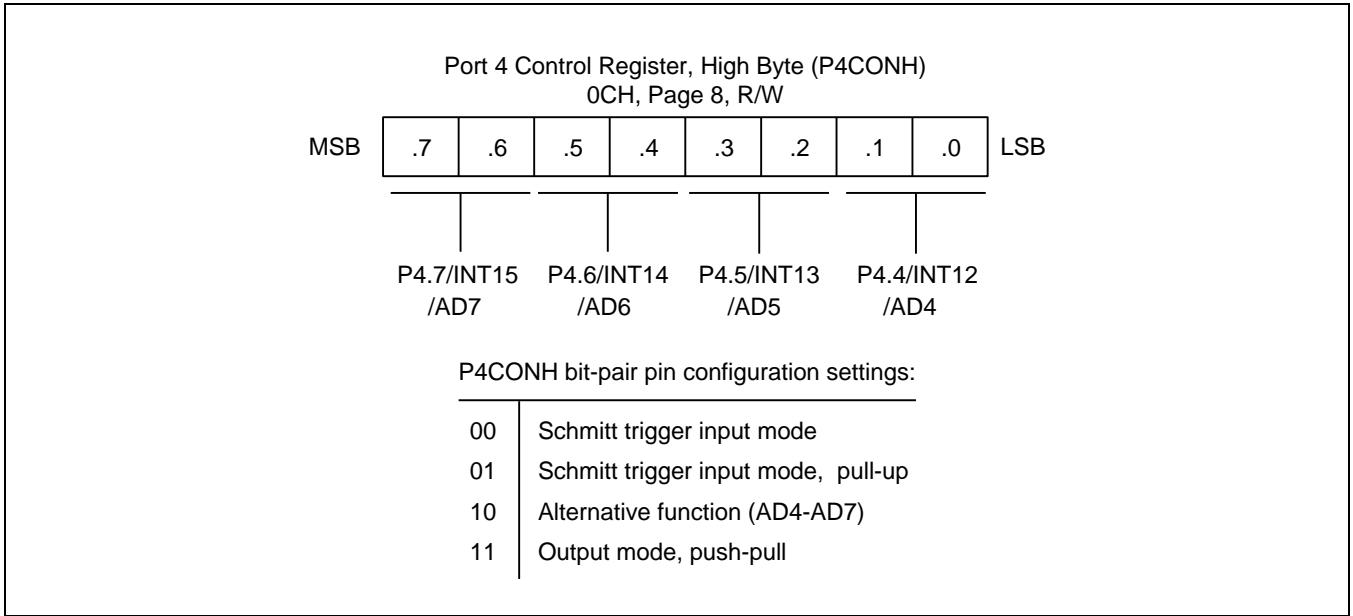 Port 4 Control Register, High Byte (P4CONH)
0CH, Page 8, R/W
MSB .7 .6 .5 .4 .3 .2 .1 .0 LSB
P4.7/INT15 P4.6/INT14 P4.5/INT13 P4.4/INT12
/AD7 /AD6 /AD5 /AD4
P4CONH bit-pair pin configuration settings:
00 Schmitt trigger input mode
01 Schmitt trigger input mode, pull-up
10 Alternative function (AD4-AD7)
11 Output mode, push-pull